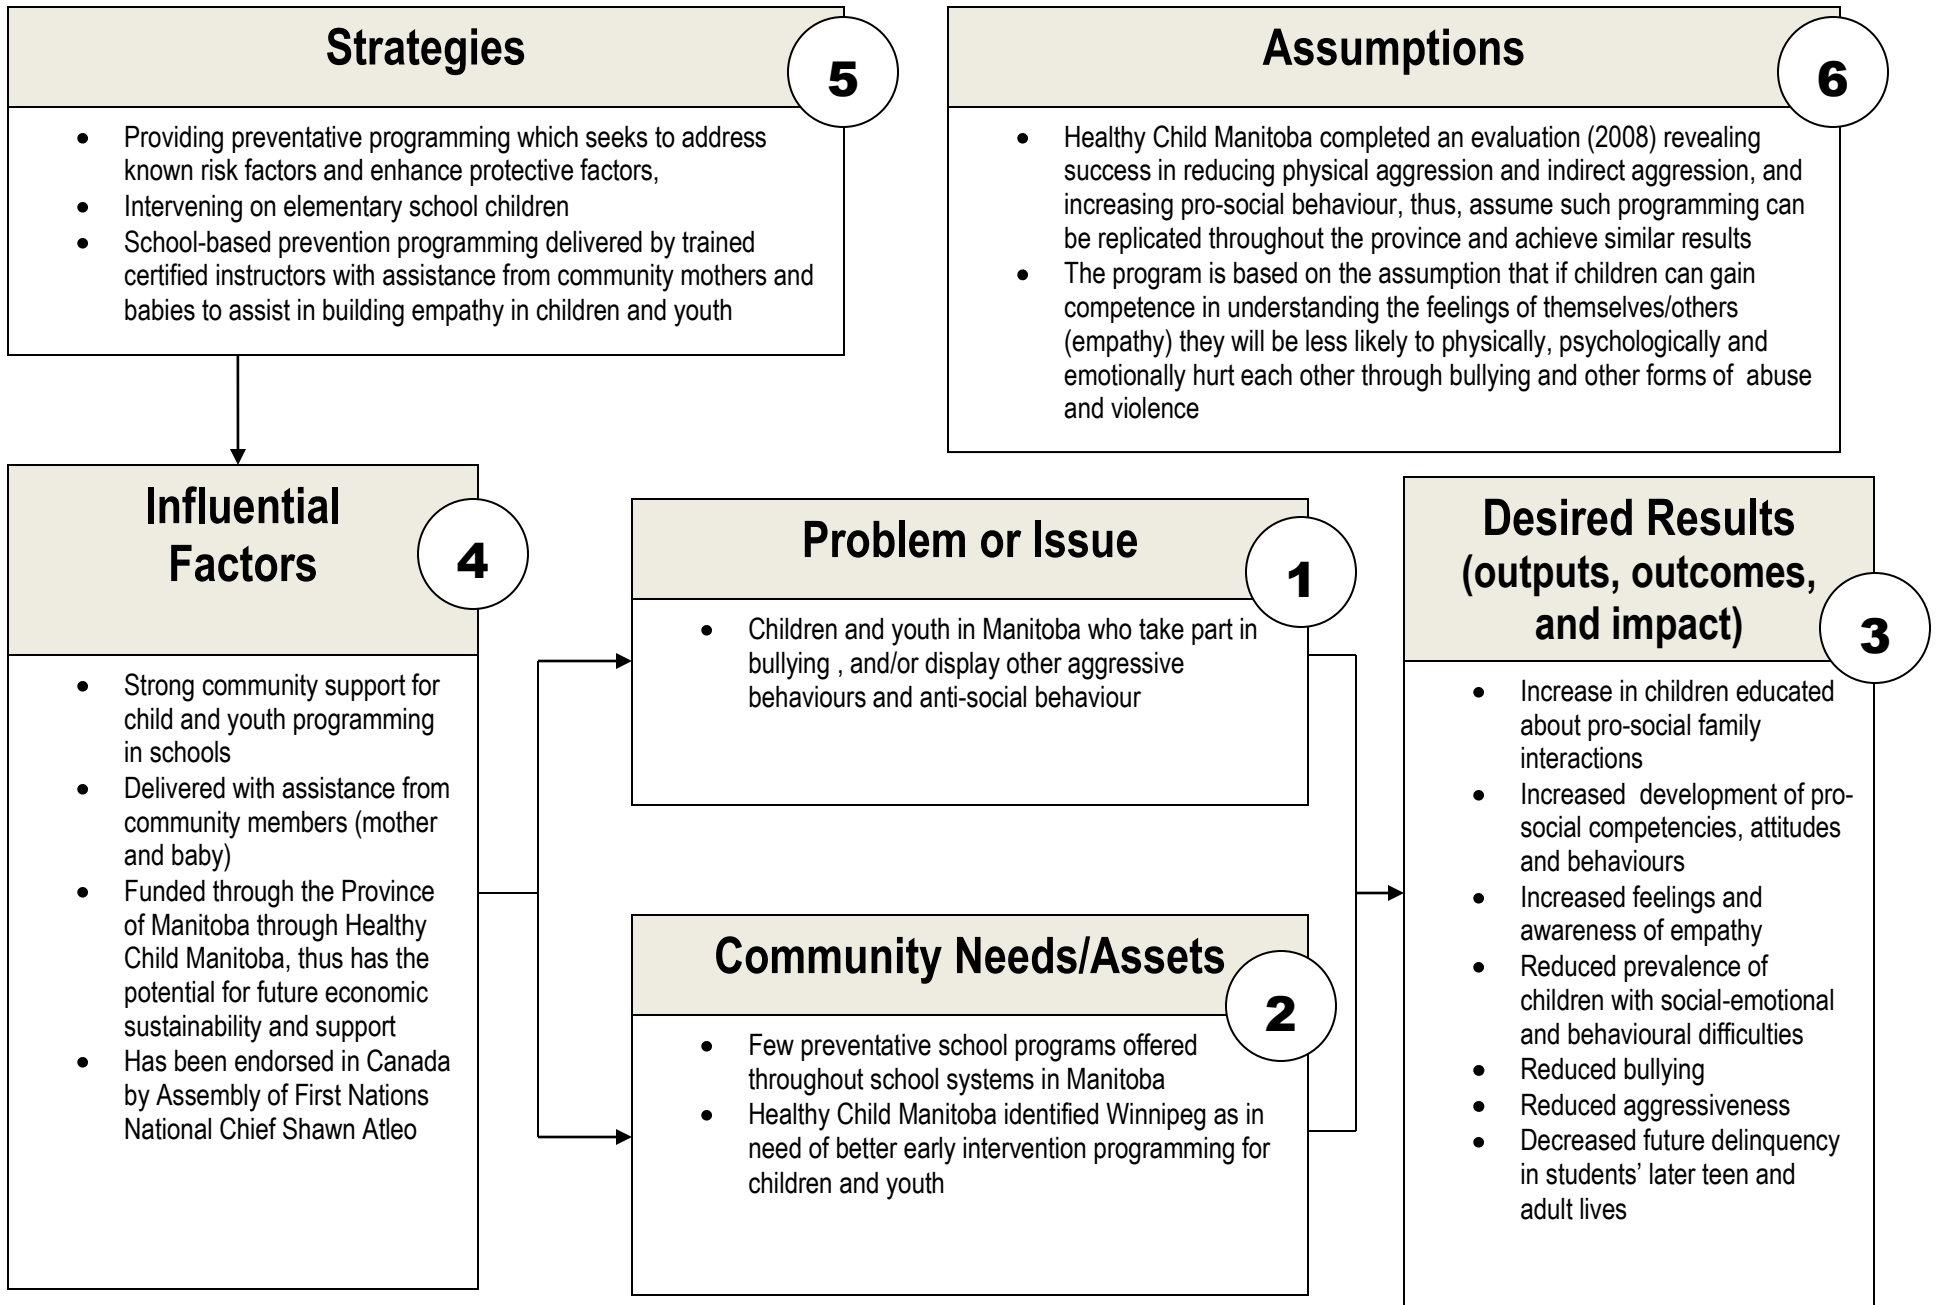 Strategies
5
• Providing preventative programming which seeks to address
known risk factors and enhance protective factors,
• Intervening on elementary school children
• School-based prevention programming delivered by trained
certified instructors with assistance from community mothers and
babies to assist in building empathy in children and youth
Assumptions
6
• Healthy Child Manitoba completed an evaluation (2008) revealing
success in reducing physical aggression and indirect aggression, and
increasing pro-social behaviour, thus, assume such programming can
be replicated throughout the province and achieve similar results
• The program is based on the assumption that if children can gain
competence in understanding the feelings of themselves/others
(empathy) they will be less likely to physically, psychologically and
emotionally hurt each other through bullying and other forms of  abuse
and violence
Influential
Factors
4
• Strong community support for
child and youth programming
in schools
• Delivered with assistance from
community members (mother
and baby)
• Funded through the Province
of Manitoba through Healthy
Child Manitoba, thus has the
potential for future economic
sustainability and support
• Has been endorsed in Canada
by Assembly of First Nations
National Chief Shawn Atleo
Problem or Issue
1
• Children and youth in Manitoba who take part in
bullying , and/or display other aggressive
behaviours and anti-social behaviour
Community Needs/Assets
2
• Few preventative school programs offered
throughout school systems in Manitoba
• Healthy Child Manitoba identified Winnipeg as in
need of better early intervention programming for
children and youth
Desired Results
(outputs, outcomes,
and impact)
3
• Increase in children educated
about pro-social family
interactions
• Increased  development of pro-
social competencies, attitudes
and behaviours
• Increased feelings and
awareness of empathy
• Reduced prevalence of
children with social-emotional
and behavioural difficulties
• Reduced bullying
• Reduced aggressiveness
• Decreased future delinquency
in students’ later teen and
adult lives